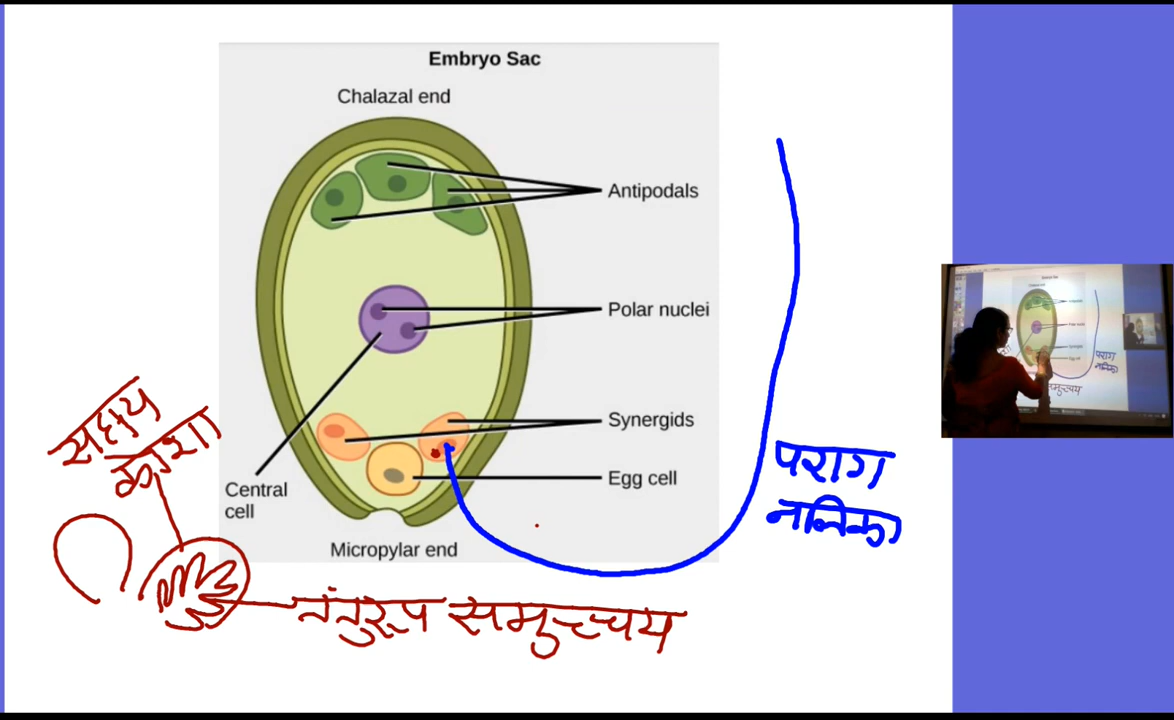 Embryo Sac
Chalazal end
Antipodals
Polar nuclei
Synergids
Egg cell
Central
cell
Micropylar end
सहाय
कोशा
पराग
नलिका
तंतुरूप समुच्चय